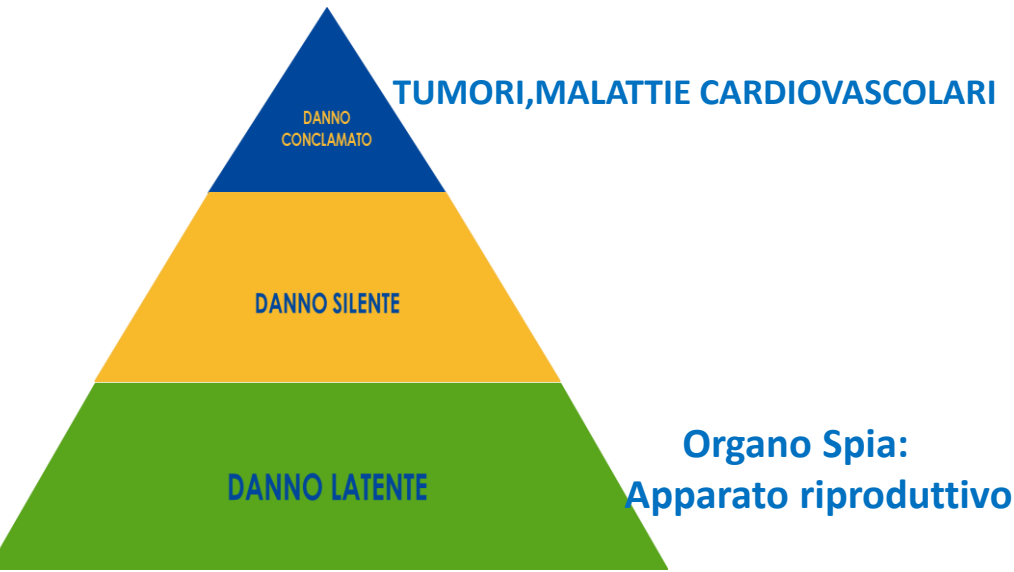 TUMORI,MALATTIE CARDIOVASCOLARI
DANNO
CONCLAMATO
DANNO SILENTE
Organo Spia:
Apparato riproduttivo
DANNO LATENTE